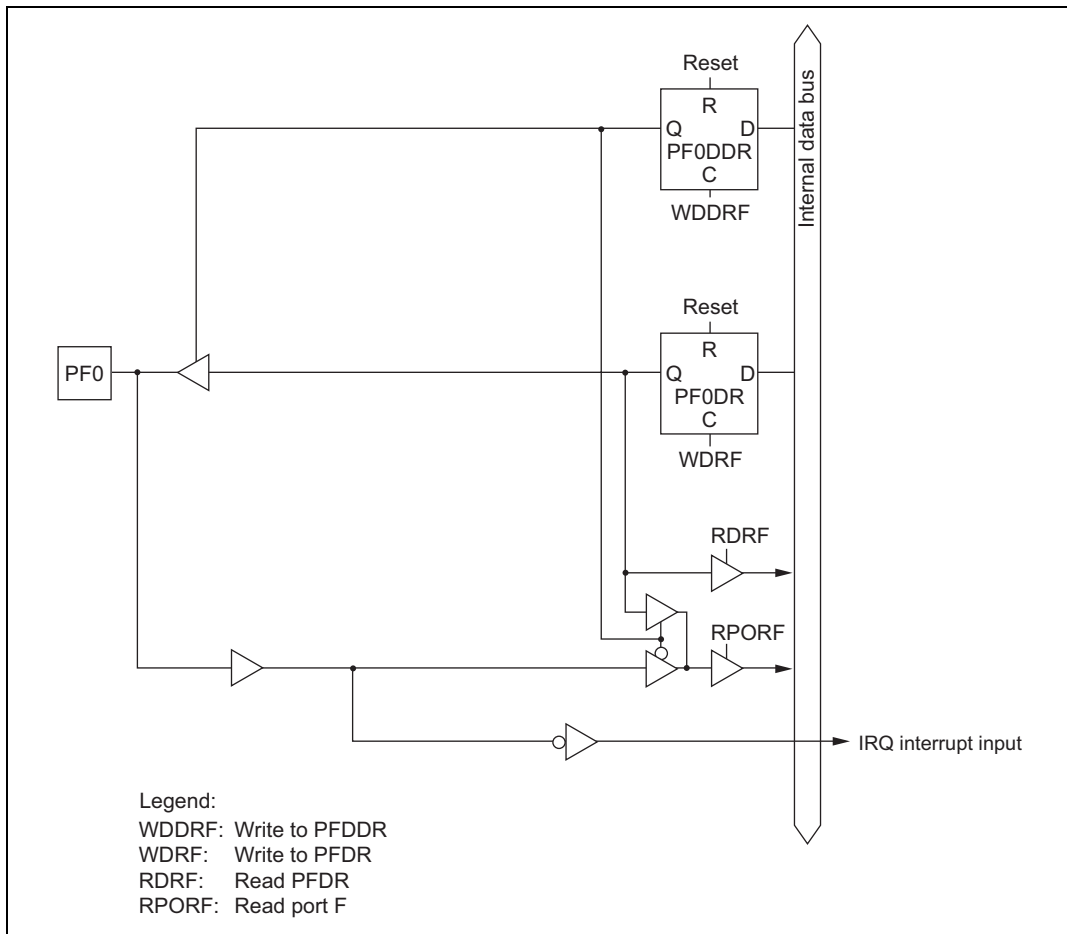 Reset
R
Q D
PF0DDR
C
WDDRF
Internal data bus
Reset
R
PF0
Q D
PF0DR
C
WDRF
RDRF
RPORF
IRQ interrupt input
Legend:
WDDRF: Write to PFDDR
WDRF: Write to PFDR
RDRF: Read PFDR
RPORF: Read port F